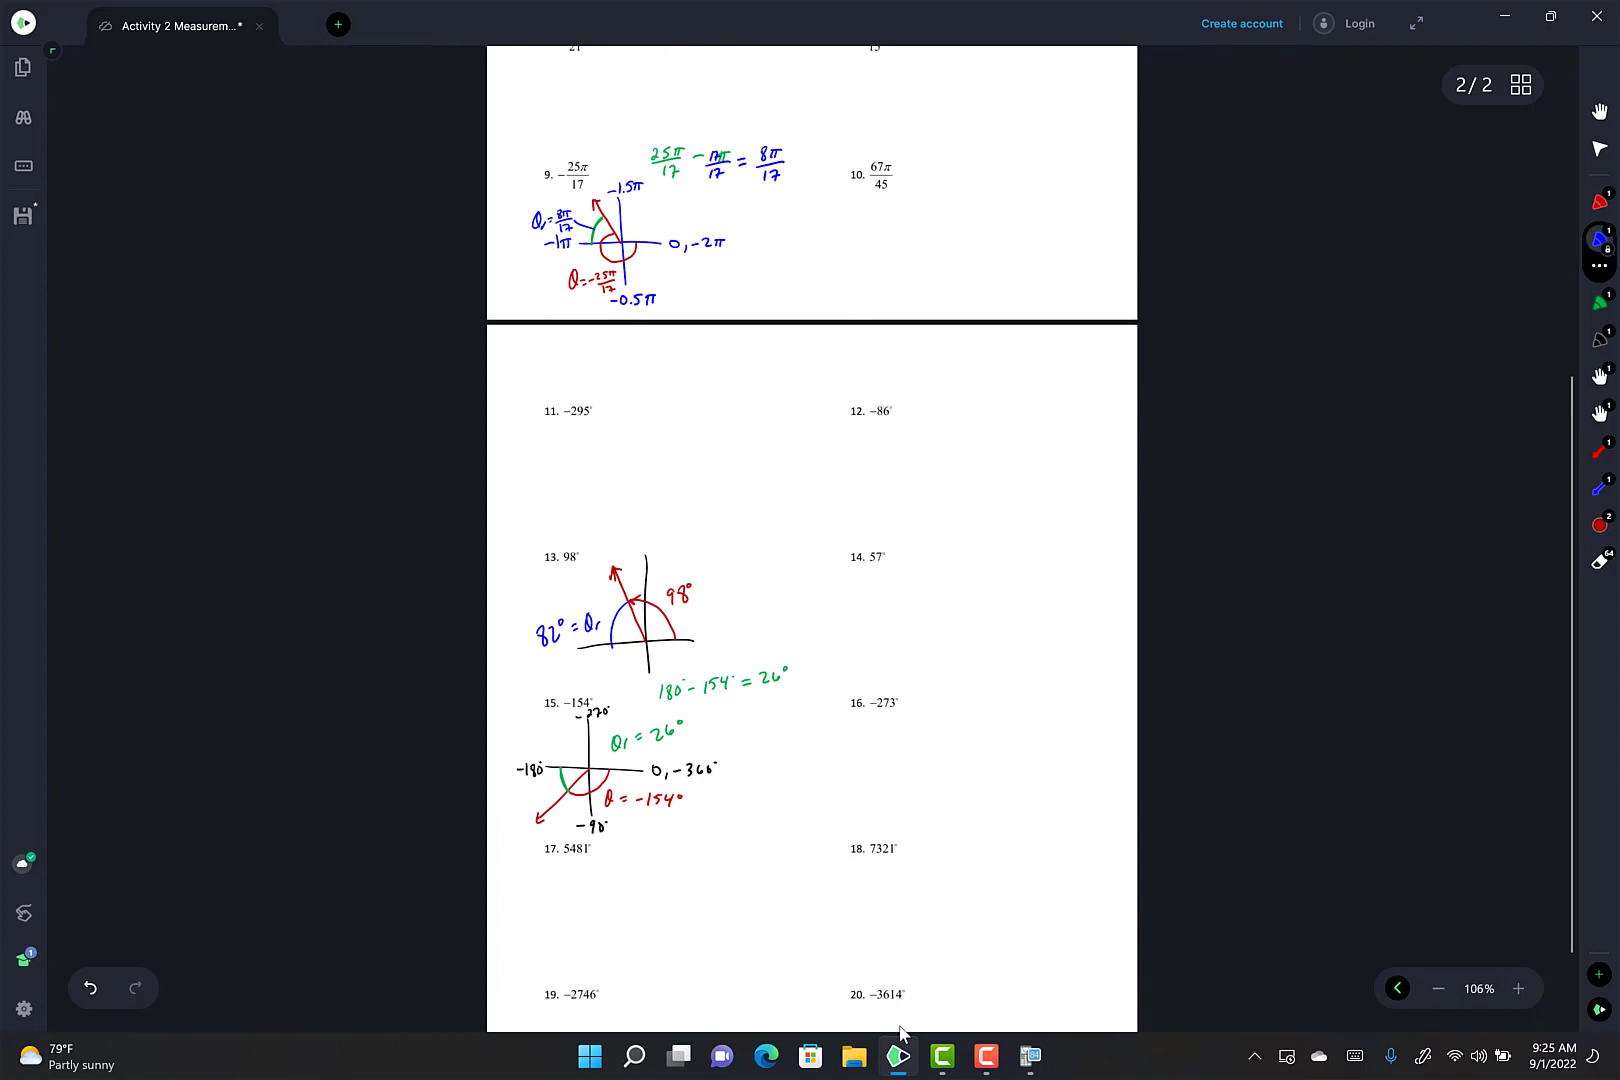 Activity 2 Measurem...*
Create account
Login
2/ 2
21
15
25π/17 − 17π/17 = 8π/17
9. −25π/17
10. 67π/45
−1.5π
θr = 8π/17
−1π
0, −2π
θ = −25π/17
−0.5π
11. −295°
12. −86°
13. 98°
14. 57°
98°
82° = θr
180° − 154° = 26°
15. −154°
16. −273°
−270°
θr = 26°
−180°
0, −360°
θ = −154°
−90°
17. 5481°
18. 7321°
19. −2746°
20. −3614°
106%
79°F
Partly sunny
9:25 AM
9/1/2022